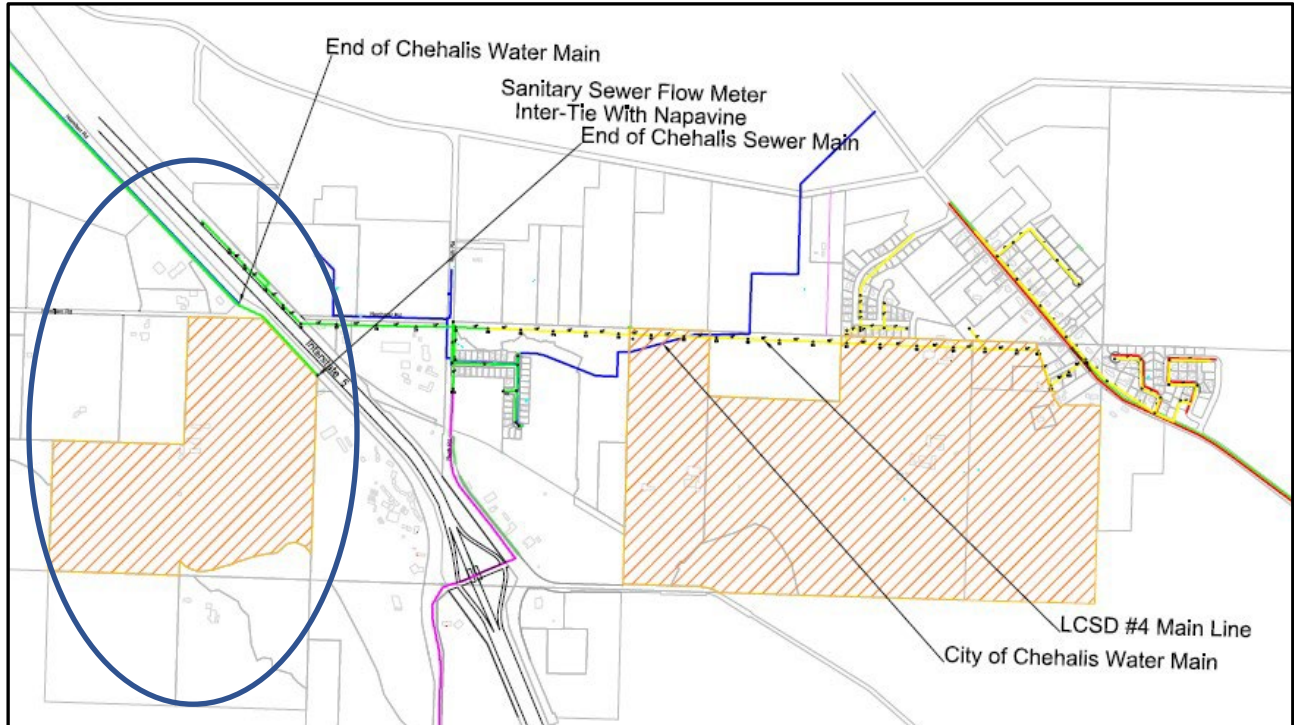 End of Chehalis Water Main
Sanitary Sewer Flow Meter
Inter-Tie With Napavine
End of Chehalis Sewer Main
Interstate 5
LCSD #4 Main Line
City of Chehalis Water Main